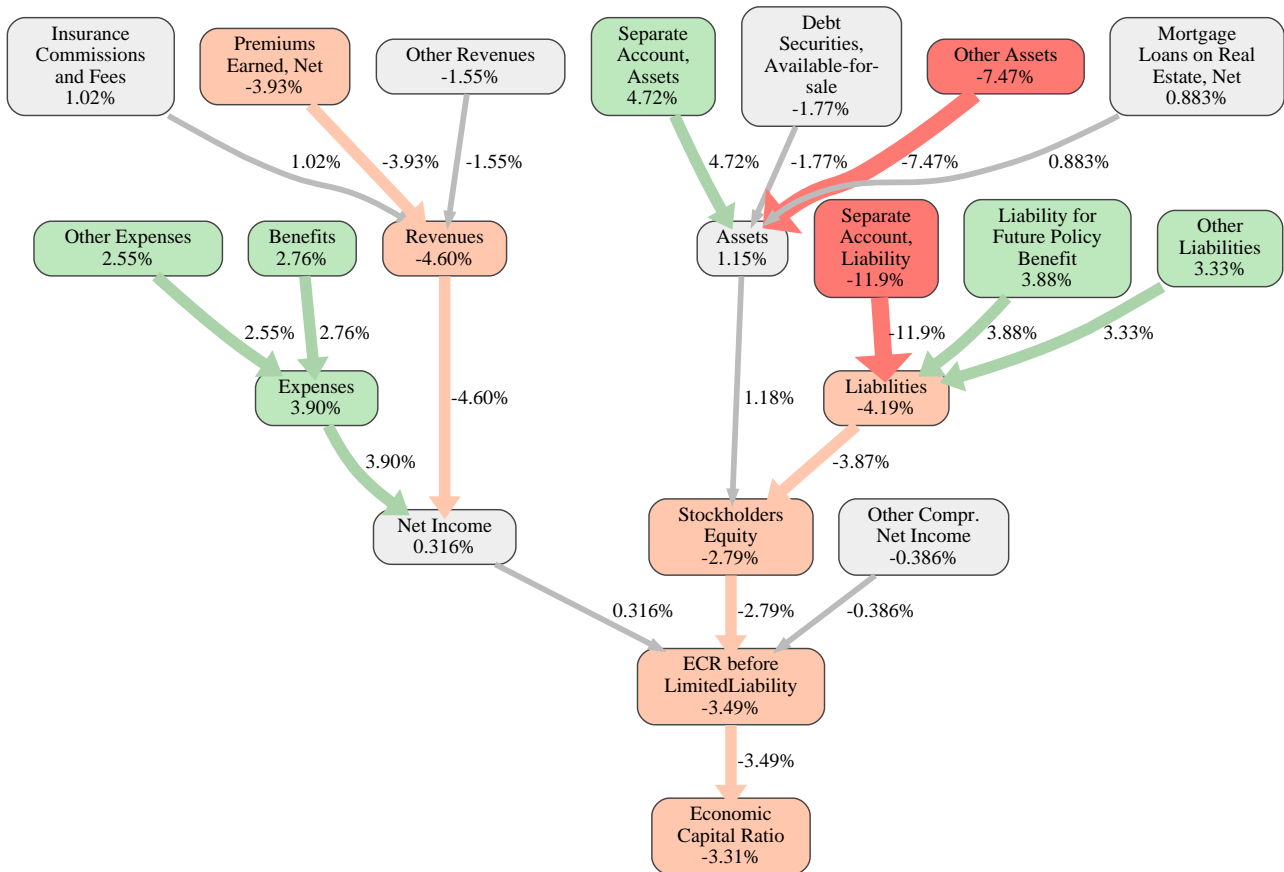 Insurance
Commissions
and Fees
1.02%
Premiums
Earned, Net
-3.93%
Other Revenues
-1.55%
Separate
Account,
Assets
4.72%
Debt
Securities,
Available-for-
sale
-1.77%
Other Assets
-7.47%
Mortgage
Loans on Real
Estate, Net
0.883%
1.02%
-3.93%
-1.55%
4.72%
-1.77%
-7.47%
0.883%
Other Expenses
2.55%
Benefits
2.76%
Revenues
-4.60%
Assets
1.15%
Separate
Account,
Liability
-11.9%
Liability for
Future Policy
Benefit
3.88%
Other
Liabilities
3.33%
2.55%
2.76%
-11.9%
3.88%
3.33%
Expenses
3.90%
-4.60%
1.18%
Liabilities
-4.19%
3.90%
-3.87%
Net Income
0.316%
Stockholders
Equity
-2.79%
Other Compr.
Net Income
-0.386%
0.316%
-2.79%
-0.386%
ECR before
LimitedLiability
-3.49%
-3.49%
Economic
Capital Ratio
-3.31%